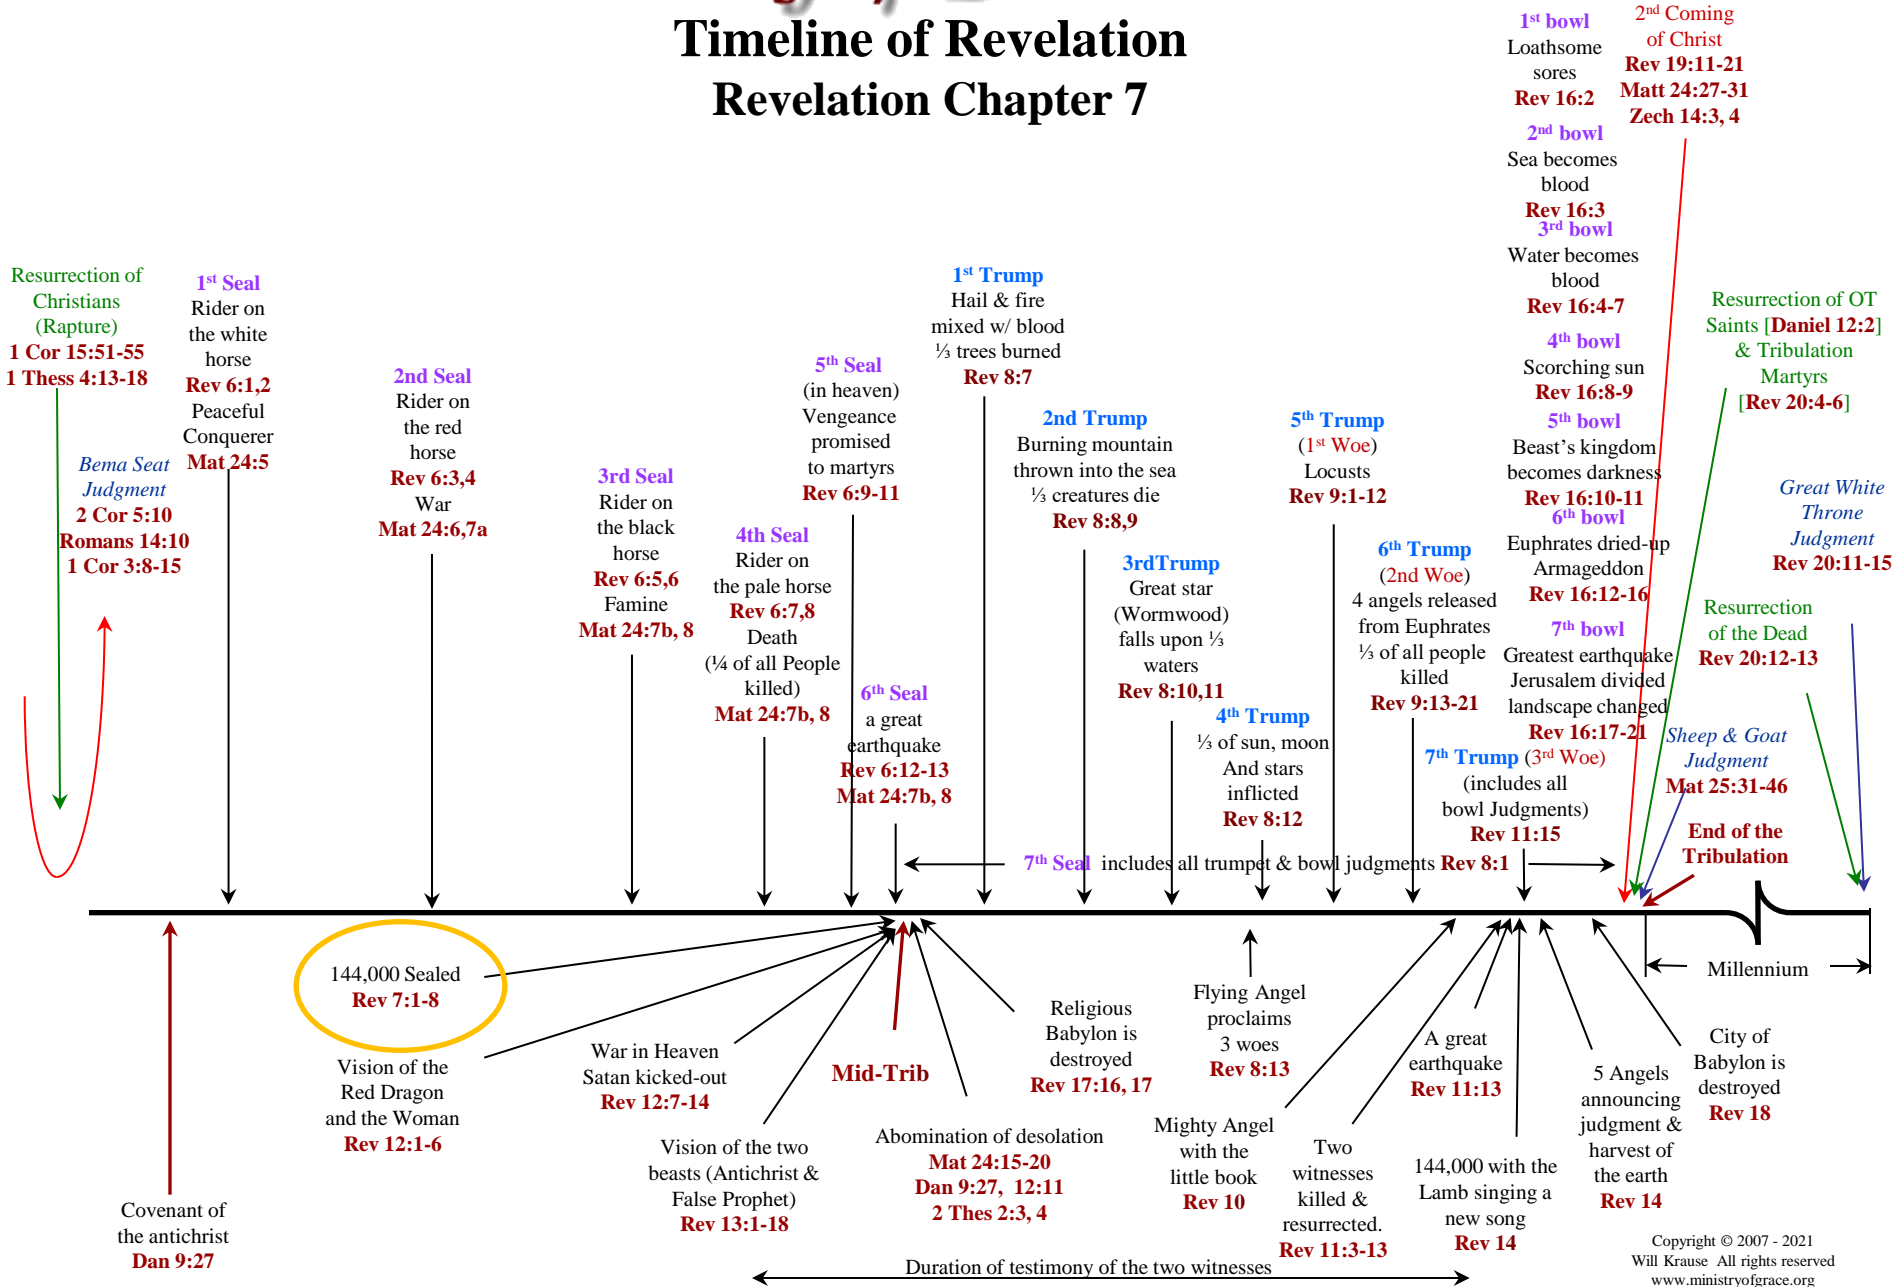 Timeline of Revelation
Revelation Chapter 7
Resurrection of
Christians
(Rapture)
1 Cor 15:51-55
1 Thess 4:13-18
Bema Seat
Judgment
2 Cor 5:10
Romans 14:10
1 Cor 3:8-15
1st Seal
Rider on
the white
horse
Rev 6:1,2
Peaceful
Conquerer
Mat 24:5
2nd Seal
Rider on
the red
horse
Rev 6:3,4
War
Mat 24:6,7a
3rd Seal
Rider on
the black
horse
Rev 6:5,6
Famine
Mat 24:7b, 8
4th Seal
Rider on
the pale horse
Rev 6:7,8
Death
(¼ of all People
killed)
Mat 24:7b, 8
5th Seal
(in heaven)
Vengeance
promised
to martyrs
Rev 6:9-11
6th Seal
a great
earthquake
Rev 6:12-13
Mat 24:7b, 8
1st Trump
Hail & fire
mixed w/ blood
⅓ trees burned
Rev 8:7
2nd Trump
Burning mountain
thrown into the sea
⅓ creatures die
Rev 8:8,9
3rdTrump
Great star
(Wormwood)
falls upon ⅓
waters
Rev 8:10,11
4th Trump
⅓ of sun, moon
And stars
inflicted
Rev 8:12
5th Trump
(1st Woe)
Locusts
Rev 9:1-12
6th Trump
(2nd Woe)
4 angels released
from Euphrates
⅓ of all people
killed
Rev 9:13-21
7th Trump (3rd Woe)
(includes all
bowl Judgments)
Rev 11:15
7th Seal includes all trumpet & bowl judgments Rev 8:1
1st bowl
Loathsome
sores
Rev 16:2
2nd bowl
Sea becomes
blood
Rev 16:3
3rd bowl
Water becomes
blood
Rev 16:4-7
4th bowl
Scorching sun
Rev 16:8-9
5th bowl
Beast's kingdom
becomes darkness
Rev 16:10-11
6th bowl
Euphrates dried-up
Armageddon
Rev 16:12-16
7th bowl
Greatest earthquake
Jerusalem divided
landscape changed
Rev 16:17-21
2nd Coming
of Christ
Rev 19:11-21
Matt 24:27-31
Zech 14:3, 4
Resurrection of OT
Saints [Daniel 12:2]
& Tribulation
Martyrs
[Rev 20:4-6]
Great White
Throne
Judgment
Rev 20:11-15
Resurrection
of the Dead
Rev 20:12-13
Sheep & Goat
Judgment
Mat 25:31-46
End of the
Tribulation
Millennium
Covenant of
the antichrist
Dan 9:27
144,000 Sealed
Rev 7:1-8
Vision of the
Red Dragon
and the Woman
Rev 12:1-6
War in Heaven
Satan kicked-out
Rev 12:7-14
Vision of the two
beasts (Antichrist &
False Prophet)
Rev 13:1-18
Mid-Trib
Abomination of desolation
Mat 24:15-20
Dan 9:27, 12:11
2 Thes 2:3, 4
Religious
Babylon is
destroyed
Rev 17:16, 17
Flying Angel
proclaims
3 woes
Rev 8:13
Mighty Angel
with the
little book
Rev 10
Two
witnesses
killed &
resurrected.
Rev 11:3-13
A great
earthquake
Rev 11:13
144,000 with the
Lamb singing a
new song
Rev 14
5 Angels
announcing
judgment &
harvest of
the earth
Rev 14
City of
Babylon is
destroyed
Rev 18
Duration of testimony of the two witnesses
Copyright © 2007 - 2021
Will Krause All rights reserved
www.ministryofgrace.org